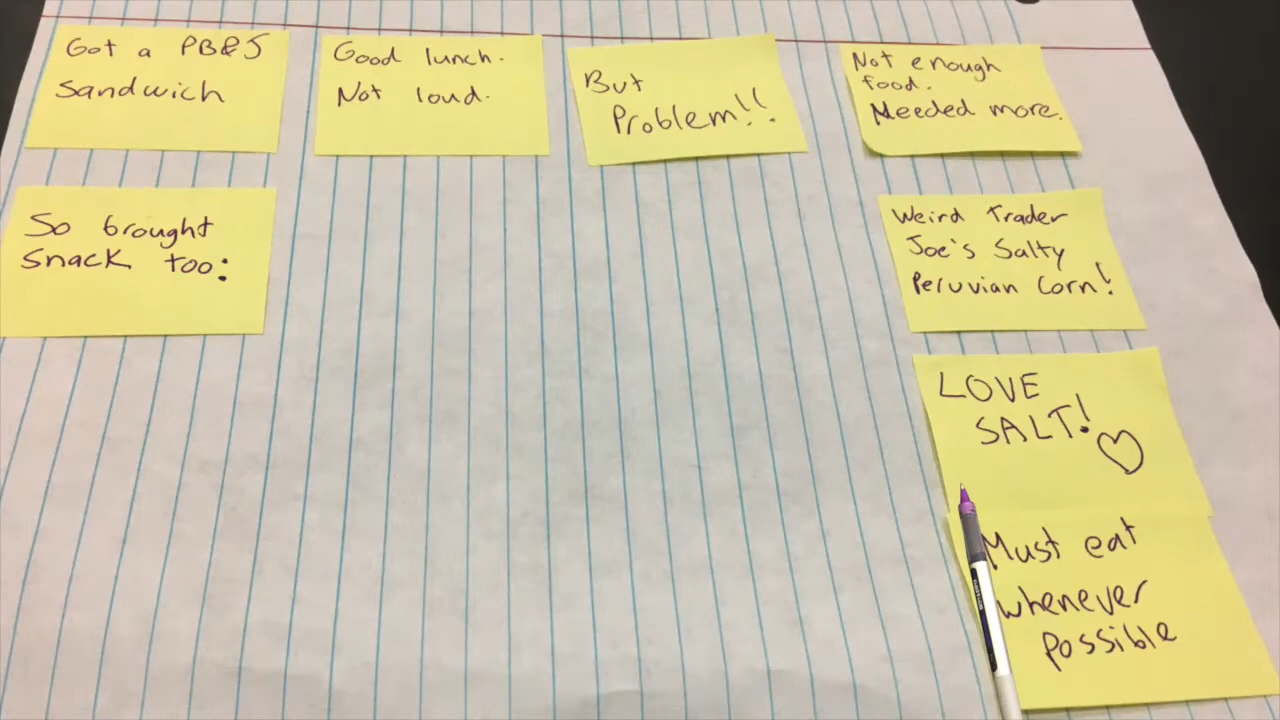 Got a PB&J
Sandwich
Good lunch.
Not loud.
But
Problem!!
Not enough
food.
Needed more.
So brought
Snack too:
Weird Trader
Joe's Salty
Peruvian Corn!
LOVE
SALT!
Must eat
whenever
possible